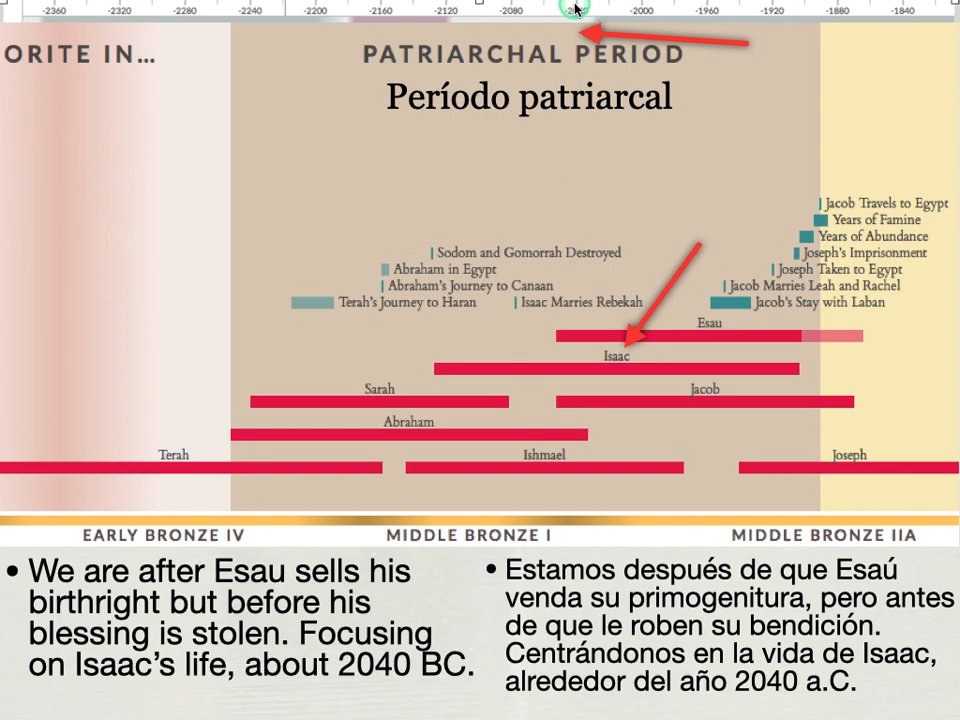 -2360 -2320 -2280 -2240 -2200 -2160 -2120 -2080 -2000 -1960 -1920 -1880 -1840
ORITE IN...
PATRIARCHAL PERIOD
Período patriarcal
Jacob Travels to Egypt
Years of Famine
Years of Abundance
Sodom and Gomorrah Destroyed
Joseph's Imprisonment
Abraham in Egypt
Joseph Taken to Egypt
Abraham's Journey to Canaan
Jacob Marries Leah and Rachel
Terah's Journey to Haran
Isaac Marries Rebekah
Jacob's Stay with Laban
Esau
Isaac
Sarah
Jacob
Abraham
Terah
Ishmael
Joseph
EARLY BRONZE IV
MIDDLE BRONZE I
MIDDLE BRONZE IIA
• We are after Esau sells his
birthright but before his
blessing is stolen. Focusing
on Isaac's life, about 2040 BC.
• Estamos después de que Esaú
venda su primogenitura, pero antes
de que le roben su bendición.
Centrándonos en la vida de Isaac,
alrededor del año 2040 a.C.